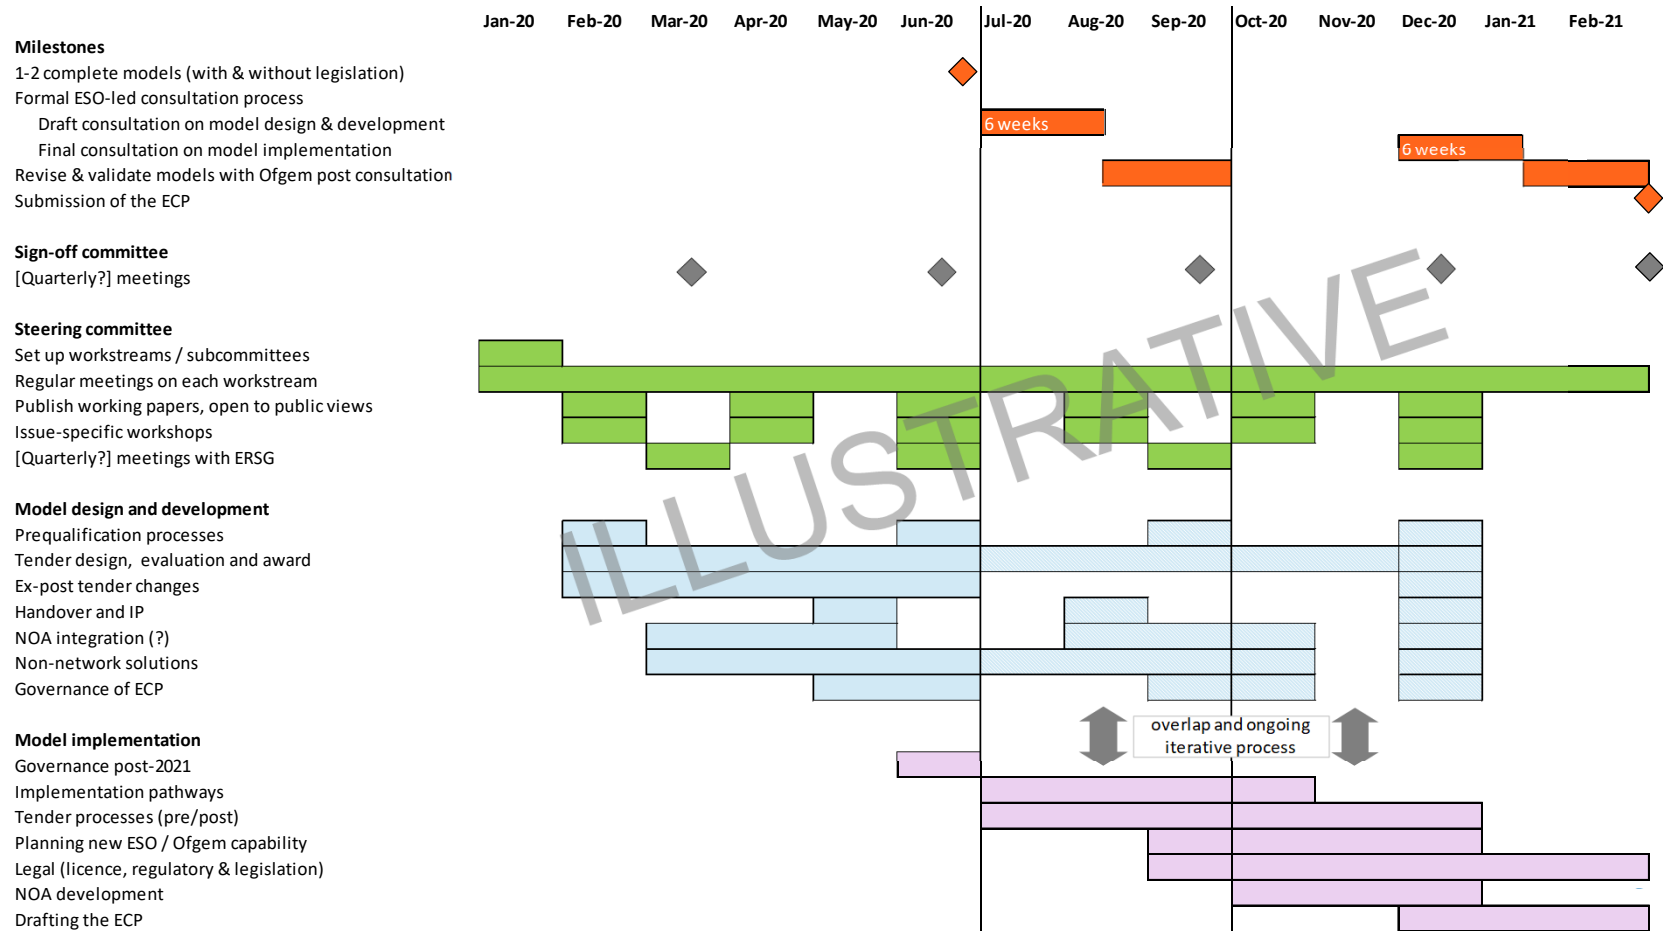 Jan-20 Feb-20 Mar-20 Apr-20 May-20 Jun-20 Jul-20 Aug-20 Sep-20 Oct-20 Nov-20 Dec-20 Jan-21 Feb-21
Milestones
1-2 complete models (with & without legislation)
Formal ESO-led consultation process
Draft consultation on model design & development
6 weeks
Final consultation on model implementation
6 weeks
Revise & validate models with Ofgem post consultation
Submission of the ECP
Sign-off committee
[Quarterly?] meetings
Steering committee
Set up workstreams / subcommittees
Regular meetings on each workstream
Publish working papers, open to public views
Issue-specific workshops
[Quarterly?] meetings with ERSG
ILLUSTRATIVE
Model design and development
Prequalification processes
Tender design, evaluation and award
Ex-post tender changes
Handover and IP
NOA integration (?)
Non-network solutions
Governance of ECP
overlap and ongoing
iterative process
Model implementation
Governance post-2021
Implementation pathways
Tender processes (pre/post)
Planning new ESO / Ofgem capability
Legal (licence, regulatory & legislation)
NOA development
Drafting the ECP